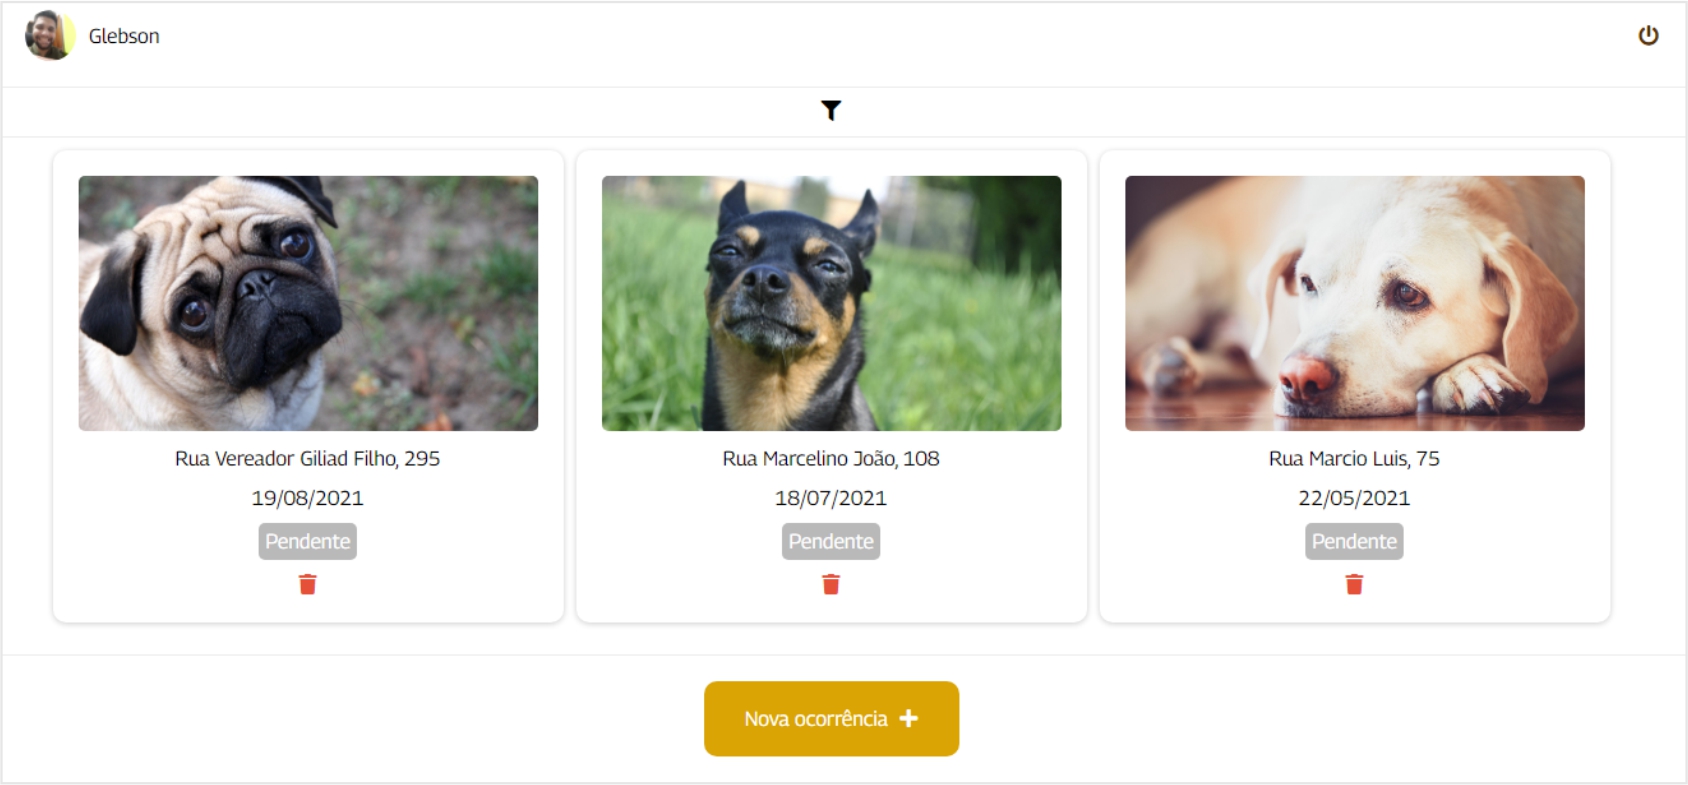 Glebson
Rua Vereador Giliad Filho, 295
19/08/2021
Pendente
Rua Marcelino João, 108
18/07/2021
Pendente
Rua Marcio Luis, 75
22/05/2021
Pendente
Nova ocorrência